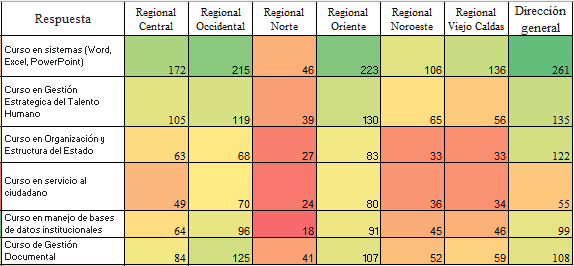 Respuesta Regional Central Regional Occidental Regional Norte Regional Oriente Regional Noroeste Regional Viejo Caldas Dirección general
Curso en sistemas (Word, Excel, PowerPoint) 172 215 46 223 106 136 261
Curso en Gestión Estrategica del Talento Humano 105 119 39 130 65 56 135
Curso en Organización y Estructura del Estado 63 68 27 83 33 33 122
Curso en servicio al ciudadano 49 70 24 80 36 34 55
Curso en manejo de bases de datos institucionales 64 96 18 91 45 46 99
Curso de Gestión Documental 84 125 41 107 52 59 108